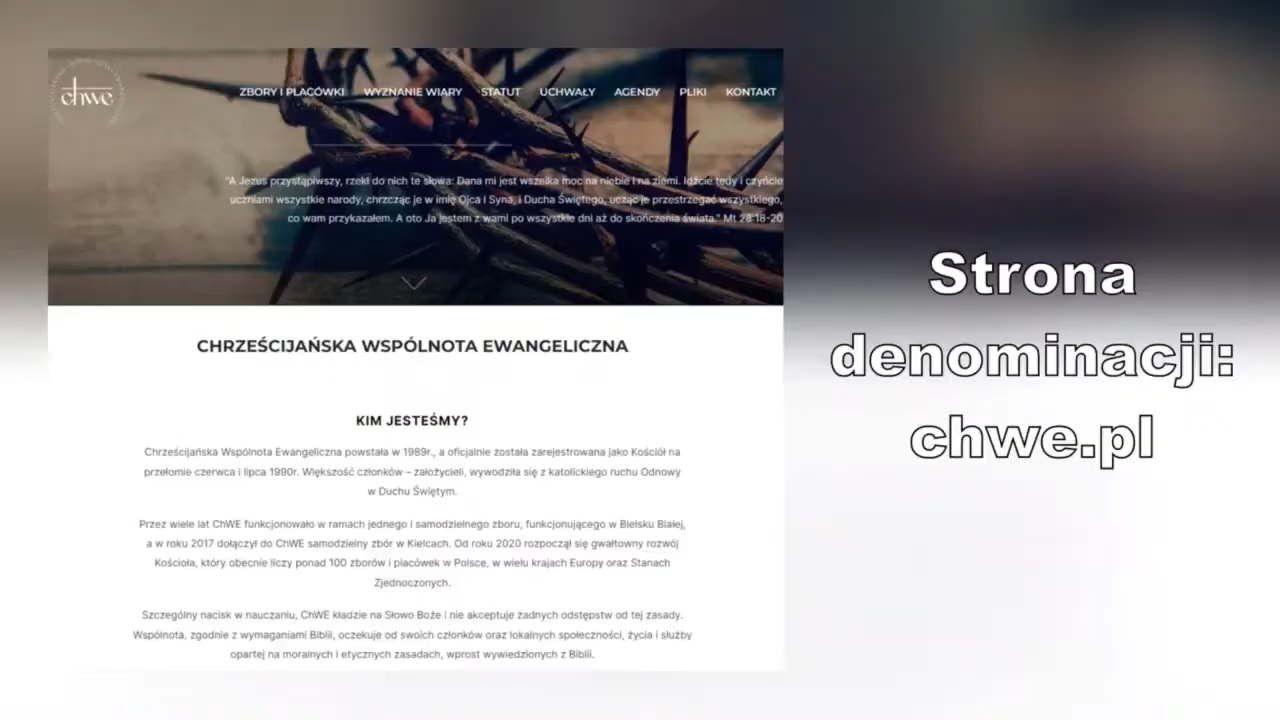 chwe
ZBORY I PLACÓWKI WYZNANIE WIARY STATUT UCHWAŁY AGENDY PLIKI KONTAKT
"A Jezus przystąpiwszy, rzekł do nich te słowa: Dana mi jest wszelka moc na niebie i na ziemi. Idźcie tedy i czyńcie
uczniami wszystkie narody, chrzcząc je w imię Ojca i Syna, i Ducha Świętego, ucząc je przestrzegać wszystkiego,
co wam przykazałem. A oto Ja jestem z wami po wszystkie dni aż do skończenia świata." Mt 28:18-20
CHRZEŚCIJAŃSKA WSPÓLNOTA EWANGELICZNA
KIM JESTEŚMY?
Chrześcijańska Wspólnota Ewangeliczna powstała w 1989r., a oficjalnie została zarejestrowana jako Kościół na
przełomie czerwca i lipca 1990r. Większość członków – założycieli, wywodziła się z katolickiego ruchu Odnowy
w Duchu Świętym.
Przez wiele lat ChWE funkcjonowało w ramach jednego i samodzielnego zboru, funkcjonującego w Bielsku Białej,
a w roku 2017 dołączył do ChWE samodzielny zbór w Kielcach. Od roku 2020 rozpoczął się gwałtowny rozwój
Kościoła, który obecnie liczy ponad 100 zborów i placówek w Polsce, w wielu krajach Europy oraz Stanach
Zjednoczonych.
Szczególny nacisk w nauczaniu, ChWE kładzie na Słowo Boże i nie akceptuje żadnych odstępstw od tej zasady.
Wspólnota, zgodnie z wymaganiami Biblii, oczekuje od swoich członków oraz lokalnych społeczności, życia i służby
opartej na moralnych i etycznych zasadach, wprost wywiedzionych z Biblii.
Strona
denominacji:
chwe.pl